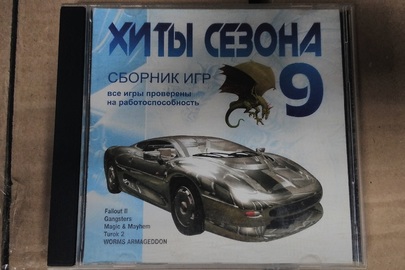 ХИТЫ СЕЗОНА
СБОРНИК ИГР
9
все игры проверены
на работоспособность
Fallout II
Gangsters
Magic & Mayhem
Turok 2
WORMS ARMAGEDDON